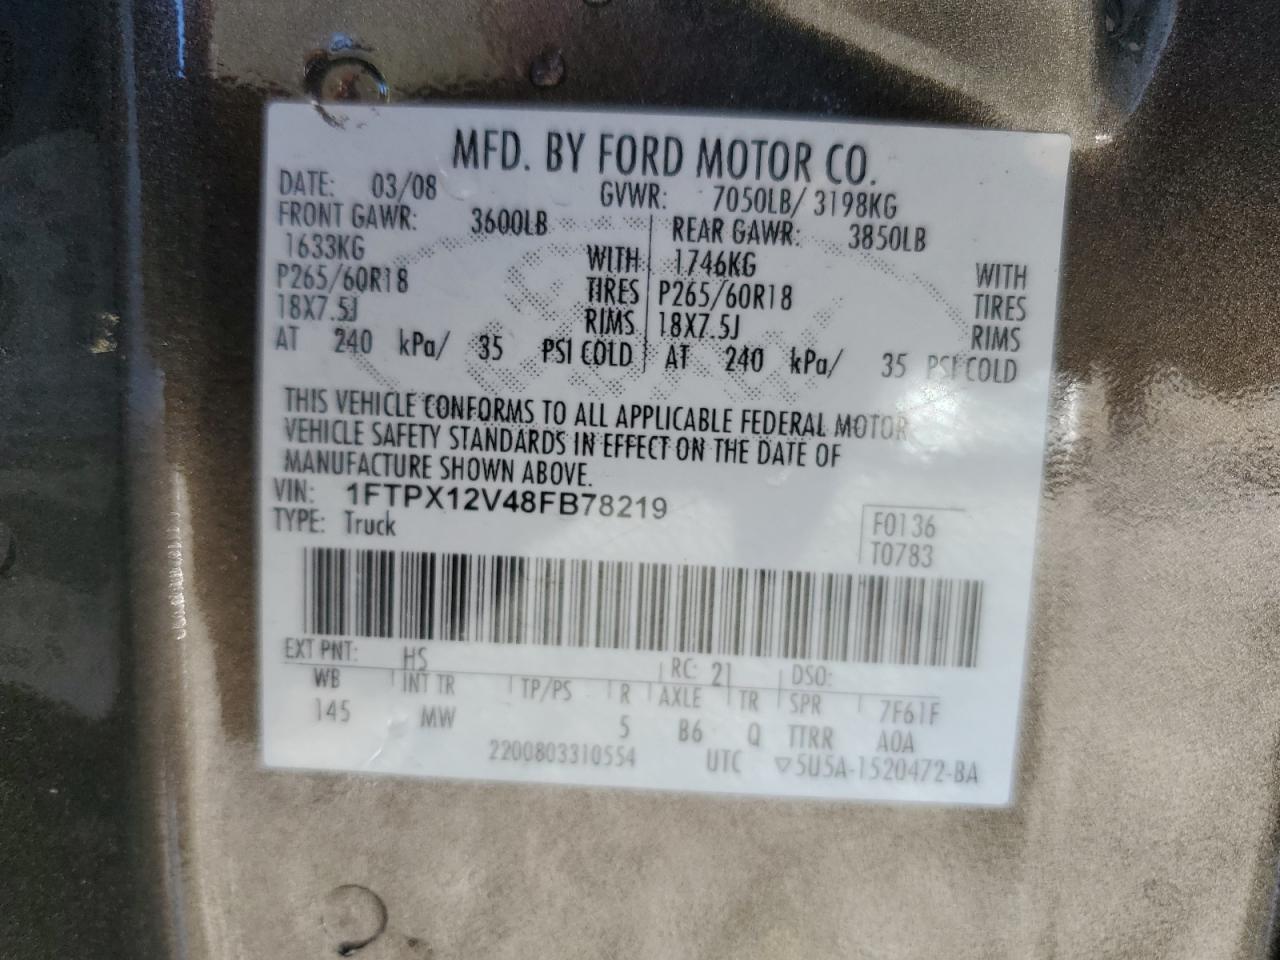 MFD. BY FORD MOTOR CO.
DATE: 03/08 GVWR: 7050LB/ 3198KG
FRONT GAWR: 3600LB REAR GAWR: 3850LB
1633KG WITH 1746KG WITH
P265/60R18 TIRES P265/60R18 TIRES
18X7.5J RIMS 18X7.5J RIMS
AT 240 kPa/ 35 PSI COLD AT 240 kPa/ 35 PSI COLD
THIS VEHICLE CONFORMS TO ALL APPLICABLE FEDERAL MOTOR
VEHICLE SAFETY STANDARDS IN EFFECT ON THE DATE OF
MANUFACTURE SHOWN ABOVE.
VIN: 1FTPX12V48FB78219
TYPE: Truck
F0136
T0783
EXT PNT: HS RC: 21 DSO:
WB INT TR TP/PS R AXLE TR SPR 7F61F
145 MW 5 B6 Q TTRR A0A
2200803310554 UTC ▽5U5A-1520472-BA